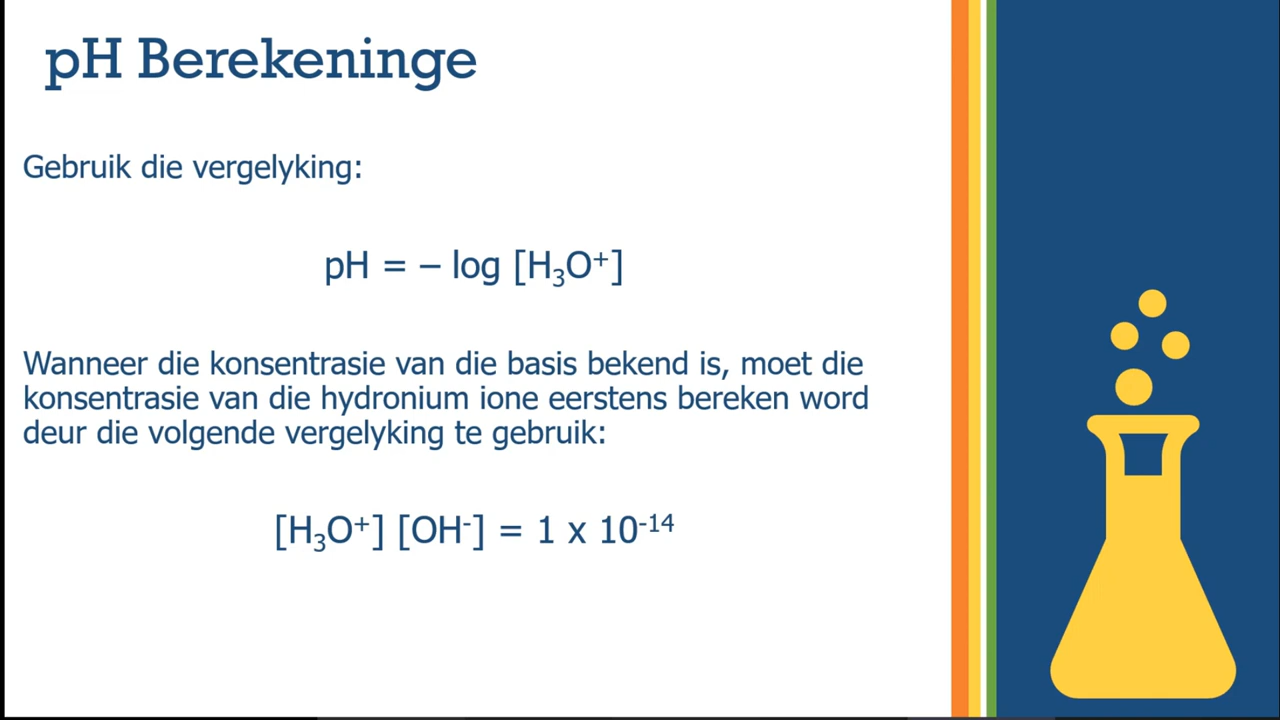 pH Berekeninge
Gebruik die vergelyking:
pH = – log [H₃O⁺]
Wanneer die konsentrasie van die basis bekend is, moet die
konsentrasie van die hydronium ione eerstens bereken word
deur die volgende vergelyking te gebruik:
[H₃O⁺] [OH⁻] = 1 x 10⁻¹⁴